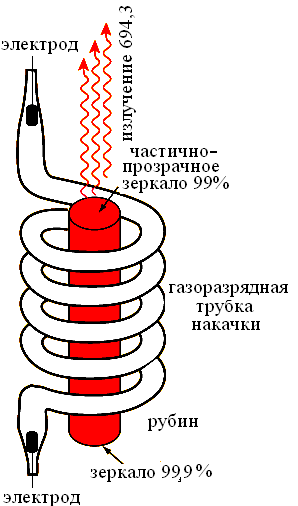 электрод
излучение 694,3
частично-
прозрачное
зеркало 99%
газоразрядная
трубка
накачки
рубин
зеркало 99,9%
электрод